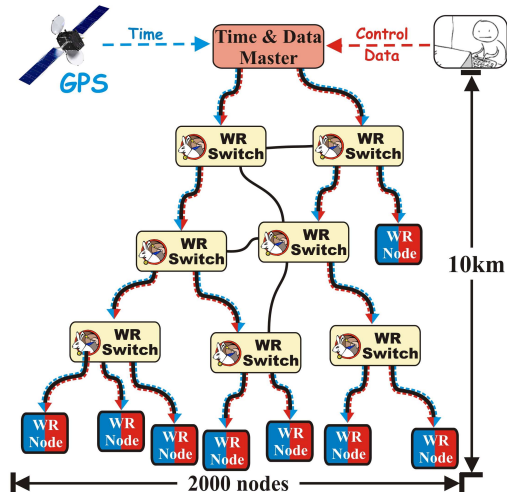 Time
Time & Data
Master
Control
Data
GPS
WR
Switch
WR
Switch
WR
Switch
WR
Switch
WR
Node
10km
WR
Switch
WR
Switch
WR
Switch
WR
Node
WR
Node
WR
Node
WR
Node
WR
Node
WR
Node
WR
Node
2000 nodes